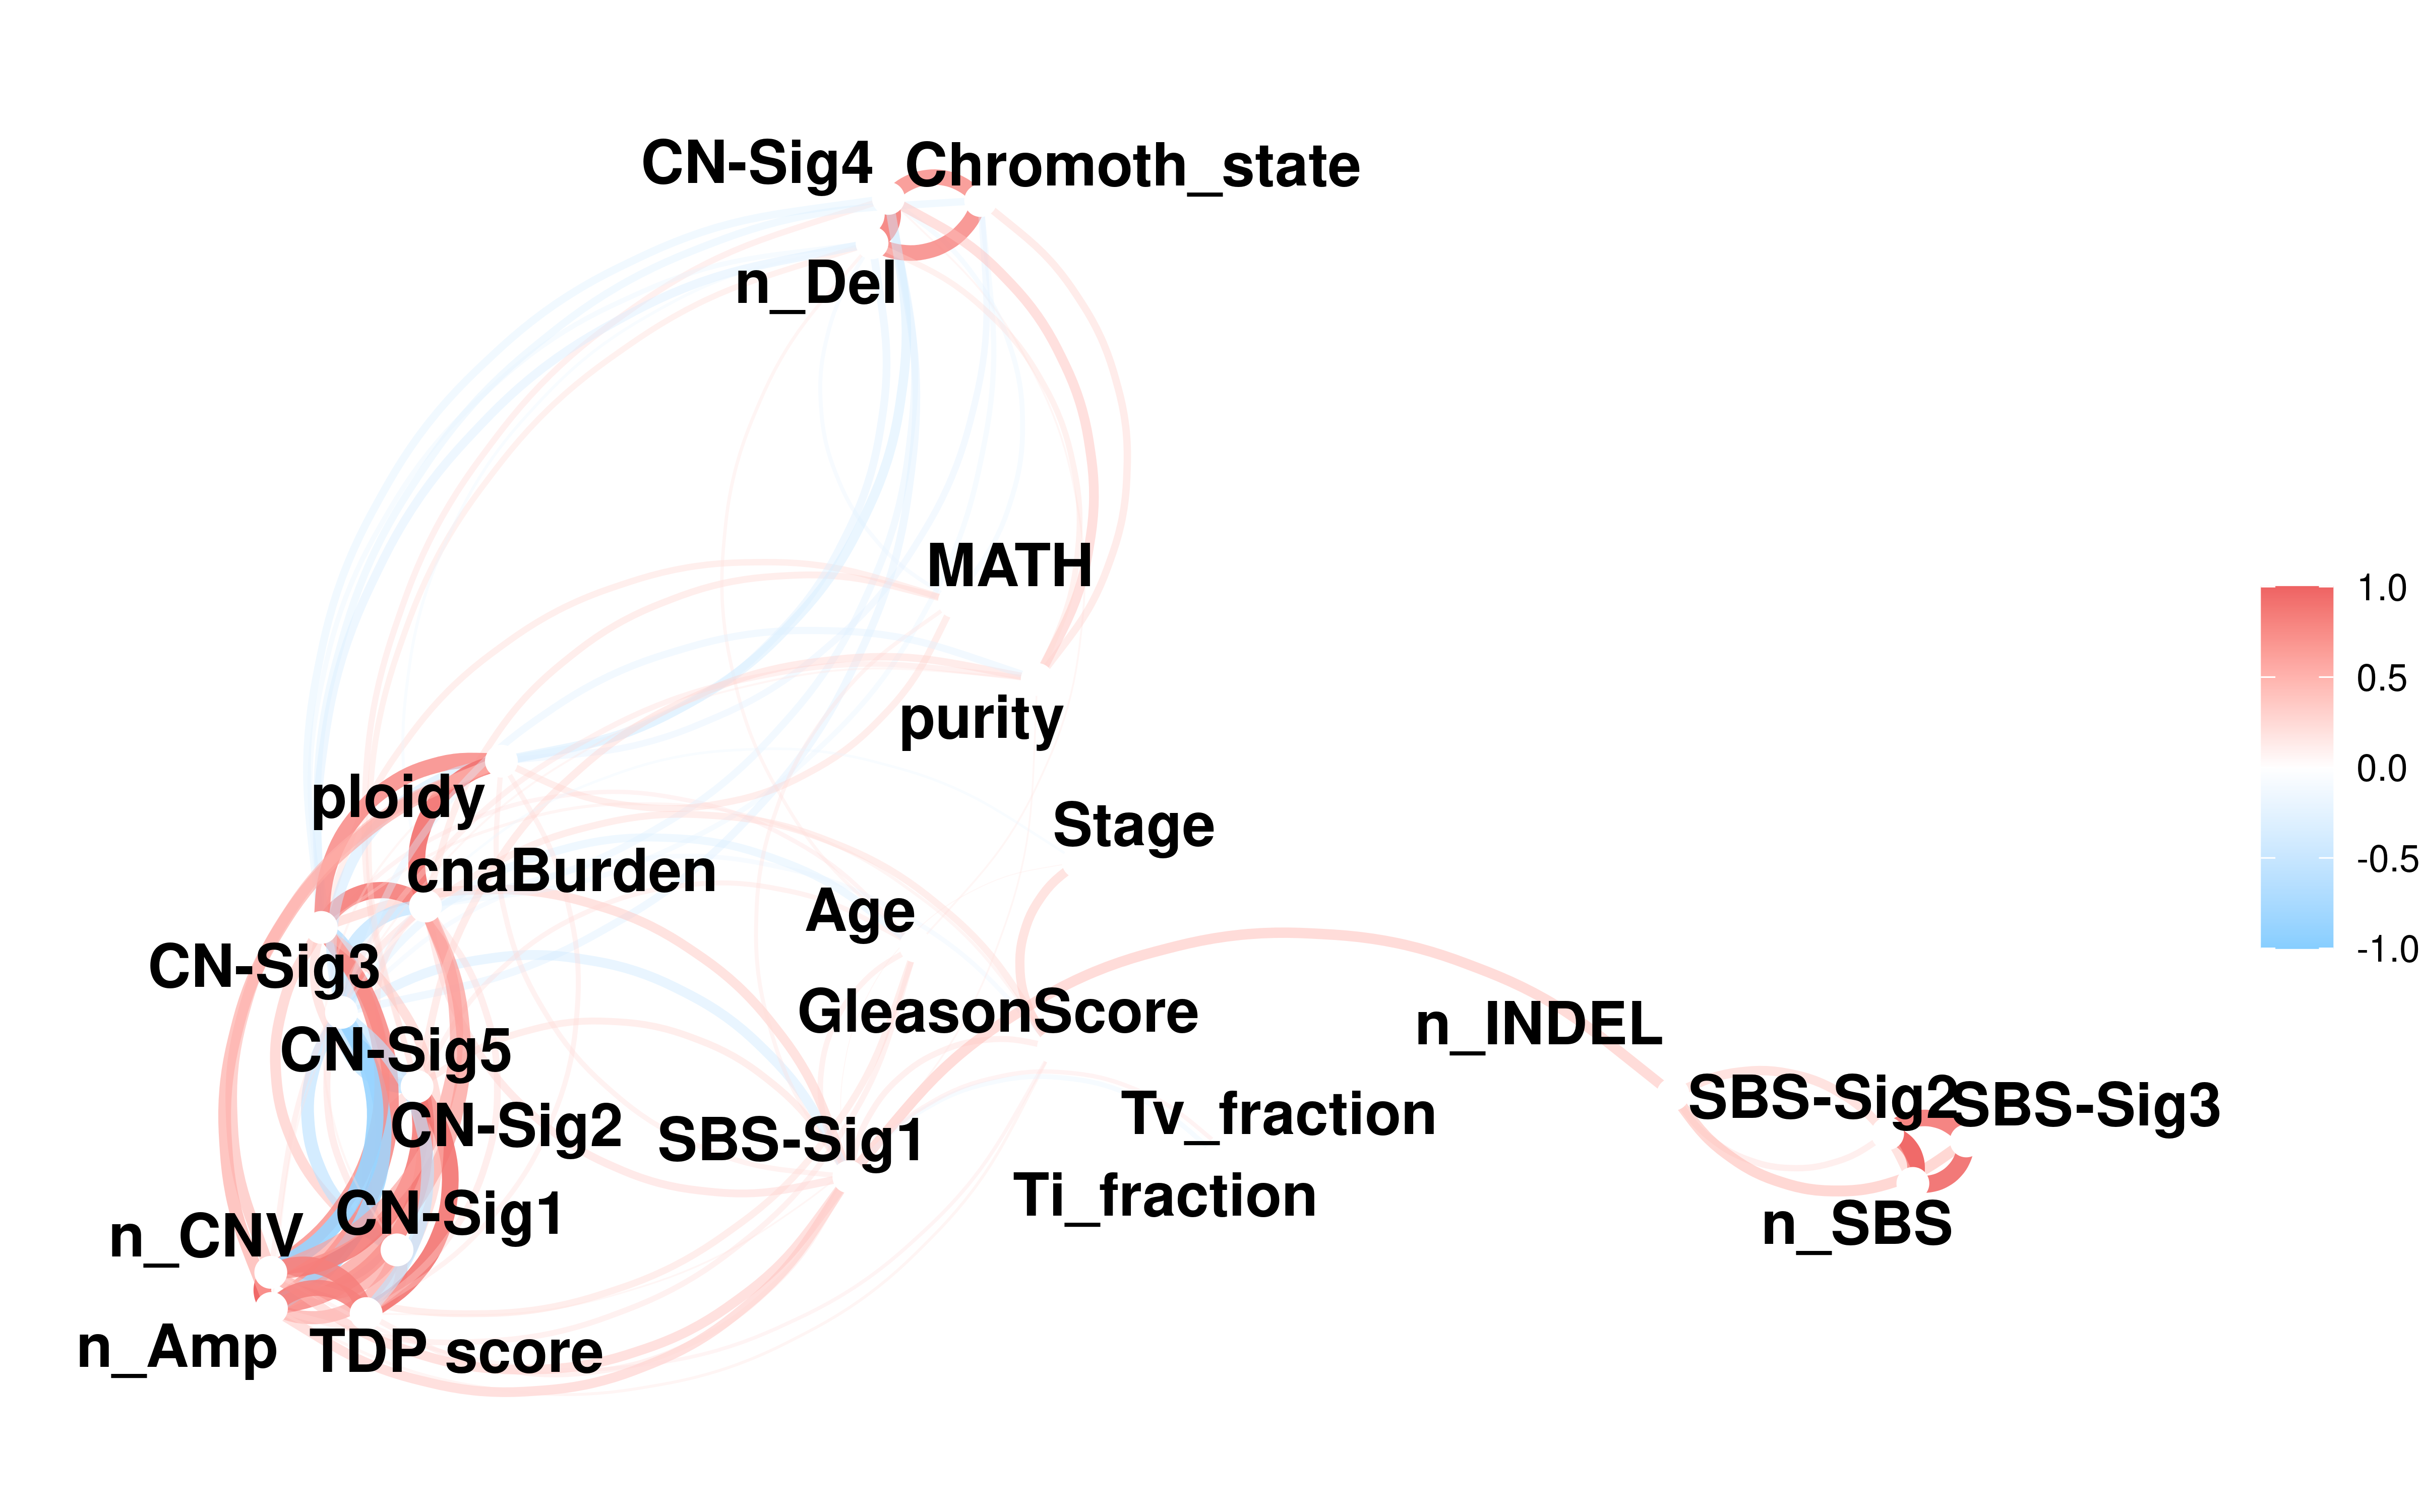 CN-Sig4
Chromoth_state
n_Del
MATH
purity
ploidy
Stage
cnaBurden
Age
CN-Sig3
GleasonScore
n_INDEL
CN-Sig5
SBS-Sig2
SBS-Sig3
CN-Sig2
SBS-Sig1
Tv_fraction
Ti_fraction
CN-Sig1
n_CNV
n_SBS
n_Amp
TDP score
1.0
0.5
0.0
-0.5
-1.0